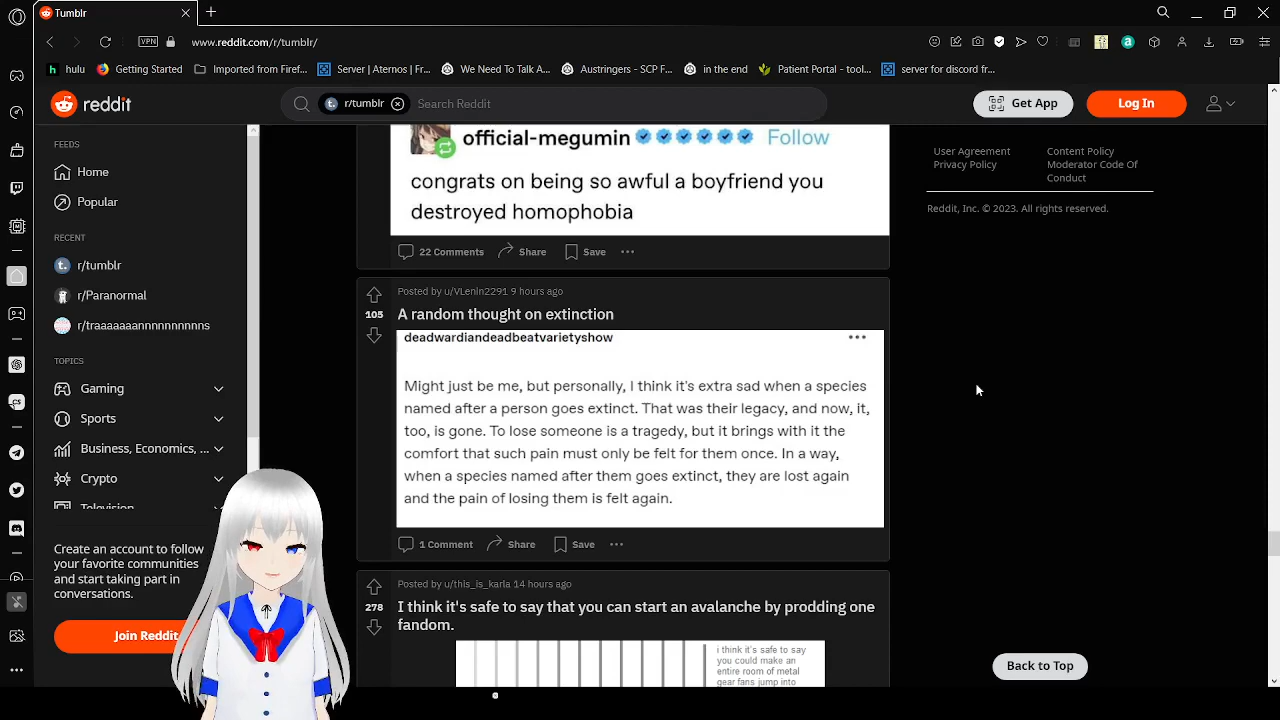 Tumblr
www.reddit.com/r/tumblr/
VPN
hulu
Getting Started
Imported from Firef...
Server | Aternos | Fr...
We Need To Talk A...
Austringers - SCP F...
in the end
Patient Portal - tool...
server for discord fr...
reddit
r/tumblr
Search Reddit
Get App
Log In
FEEDS
Home
Popular
RECENT
r/tumblr
r/Paranormal
r/traaaaaaannnnnnnnnns
TOPICS
Gaming
Sports
Business, Economics, ...
Crypto
Television
Create an account to follow
your favorite communities
and start taking part in
conversations.
Join Reddit
official-megumin
Follow
congrats on being so awful a boyfriend you
destroyed homophobia
22 Comments
Share
Save
Posted by u/VLenin2291 9 hours ago
105
A random thought on extinction
deadwardiandeadbeatvarietyshow
Might just be me, but personally, I think it's extra sad when a species
named after a person goes extinct. That was their legacy, and now, it,
too, is gone. To lose someone is a tragedy, but it brings with it the
comfort that such pain must only be felt for them once. In a way,
when a species named after them goes extinct, they are lost again
and the pain of losing them is felt again.
1 Comment
Share
Save
Posted by u/this_is_karla 14 hours ago
278
I think it's safe to say that you can start an avalanche by prodding one
fandom.
i think it's safe to say
you could make an
entire room of metal
gear fans jump into
User Agreement
Privacy Policy
Content Policy
Moderator Code Of
Conduct
Reddit, Inc. © 2023. All rights reserved.
Back to Top